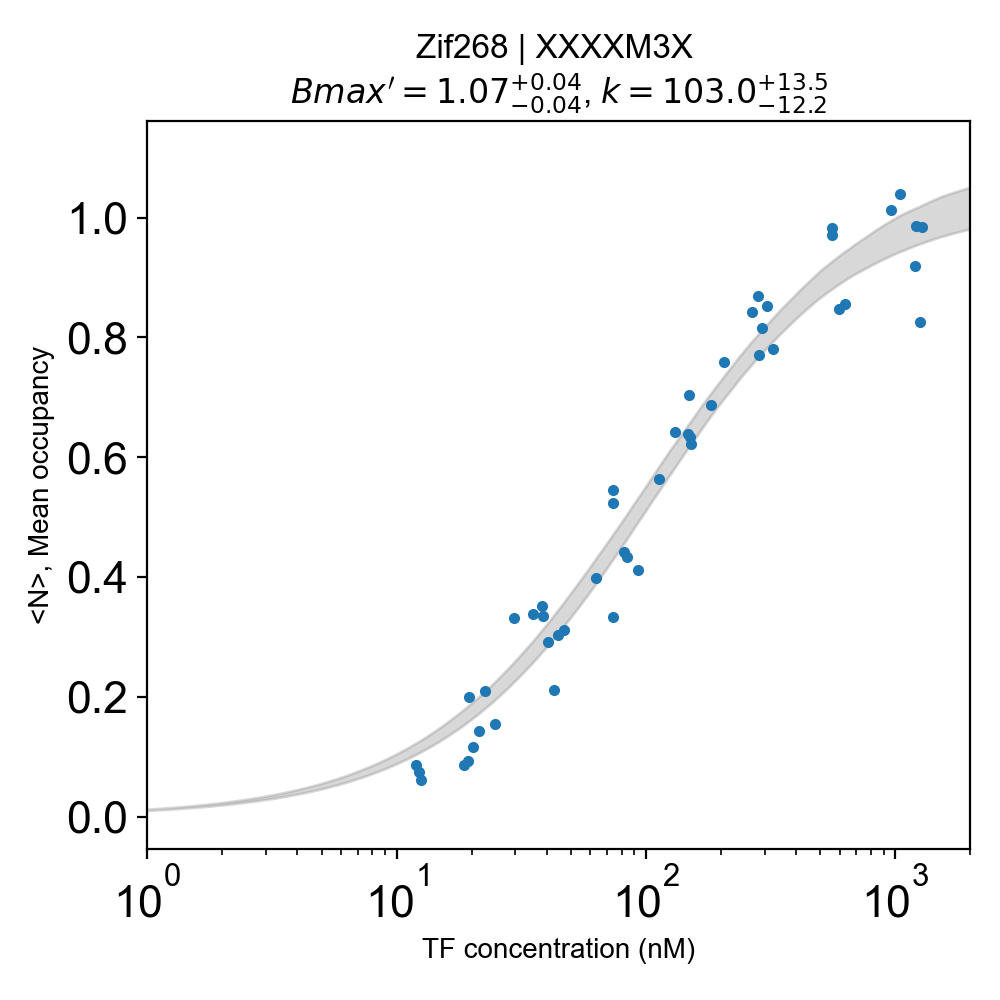 Zif268 | XXXXM3X
Bmax′ = 1.07 +0.04 −0.04, k = 103.0 +13.5 −12.2
1.0
0.8
0.6
0.4
0.2
0.0
<N>, Mean occupancy
10^0 10^1 10^2 10^3
TF concentration (nM)